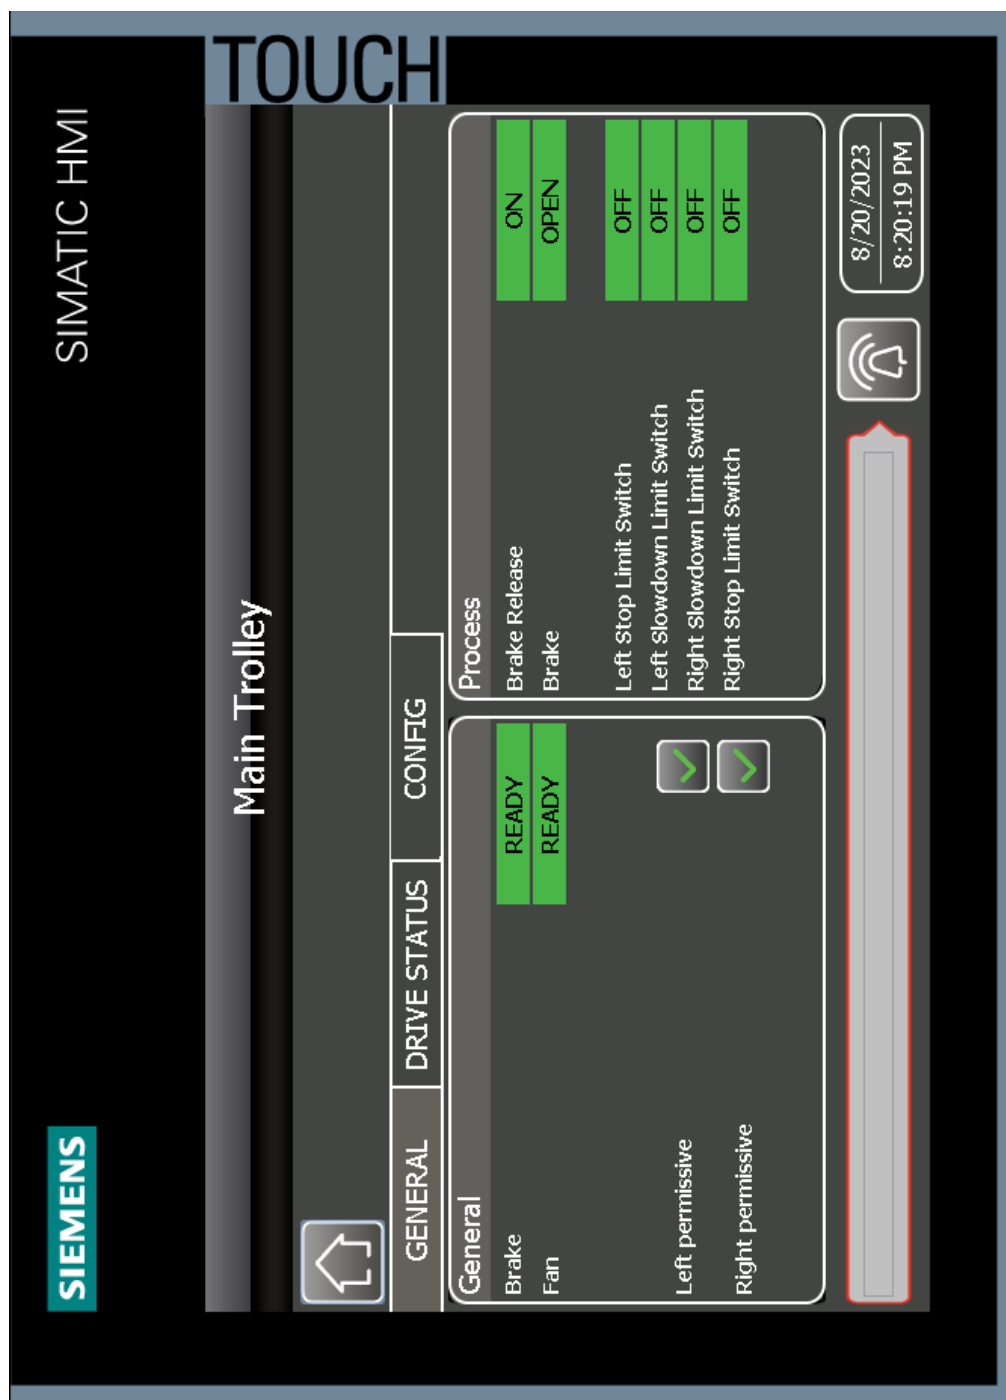 SIEMENS
SIMATIC HMI
TOUCH
Main Trolley
GENERAL
DRIVE STATUS
CONFIG
General
Brake READY
Fan READY
Left permissive
Right permissive
Process
Brake Release ON
Brake OPEN
Left Stop Limit Switch OFF
Left Slowdown Limit Switch OFF
Right Slowdown Limit Switch OFF
Right Stop Limit Switch OFF
8/20/2023
8:20:19 PM